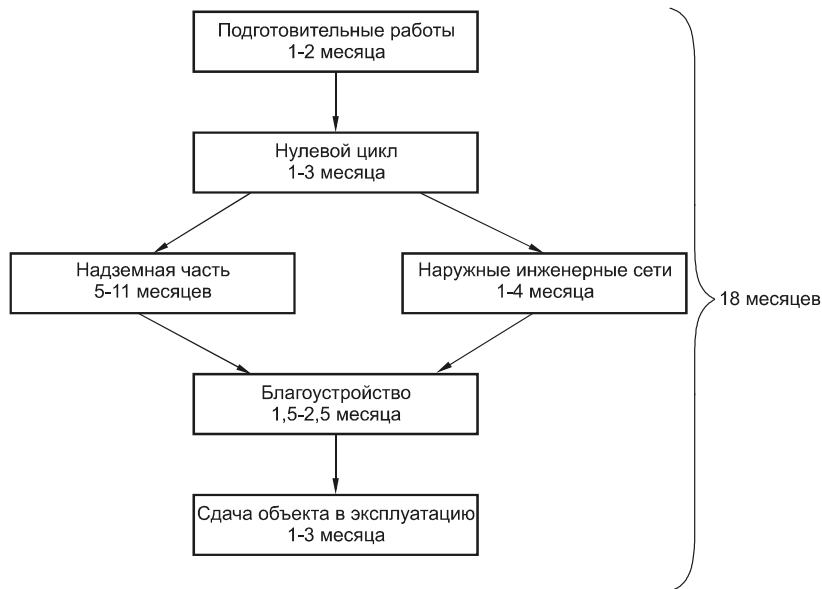 Подготовительные работы
1-2 месяца
Нулевой цикл
1-3 месяца
Надземная часть
5-11 месяцев
Наружные инженерные сети
1-4 месяца
18 месяцев
Благоустройство
1,5-2,5 месяца
Сдача объекта в эксплуатацию
1-3 месяца